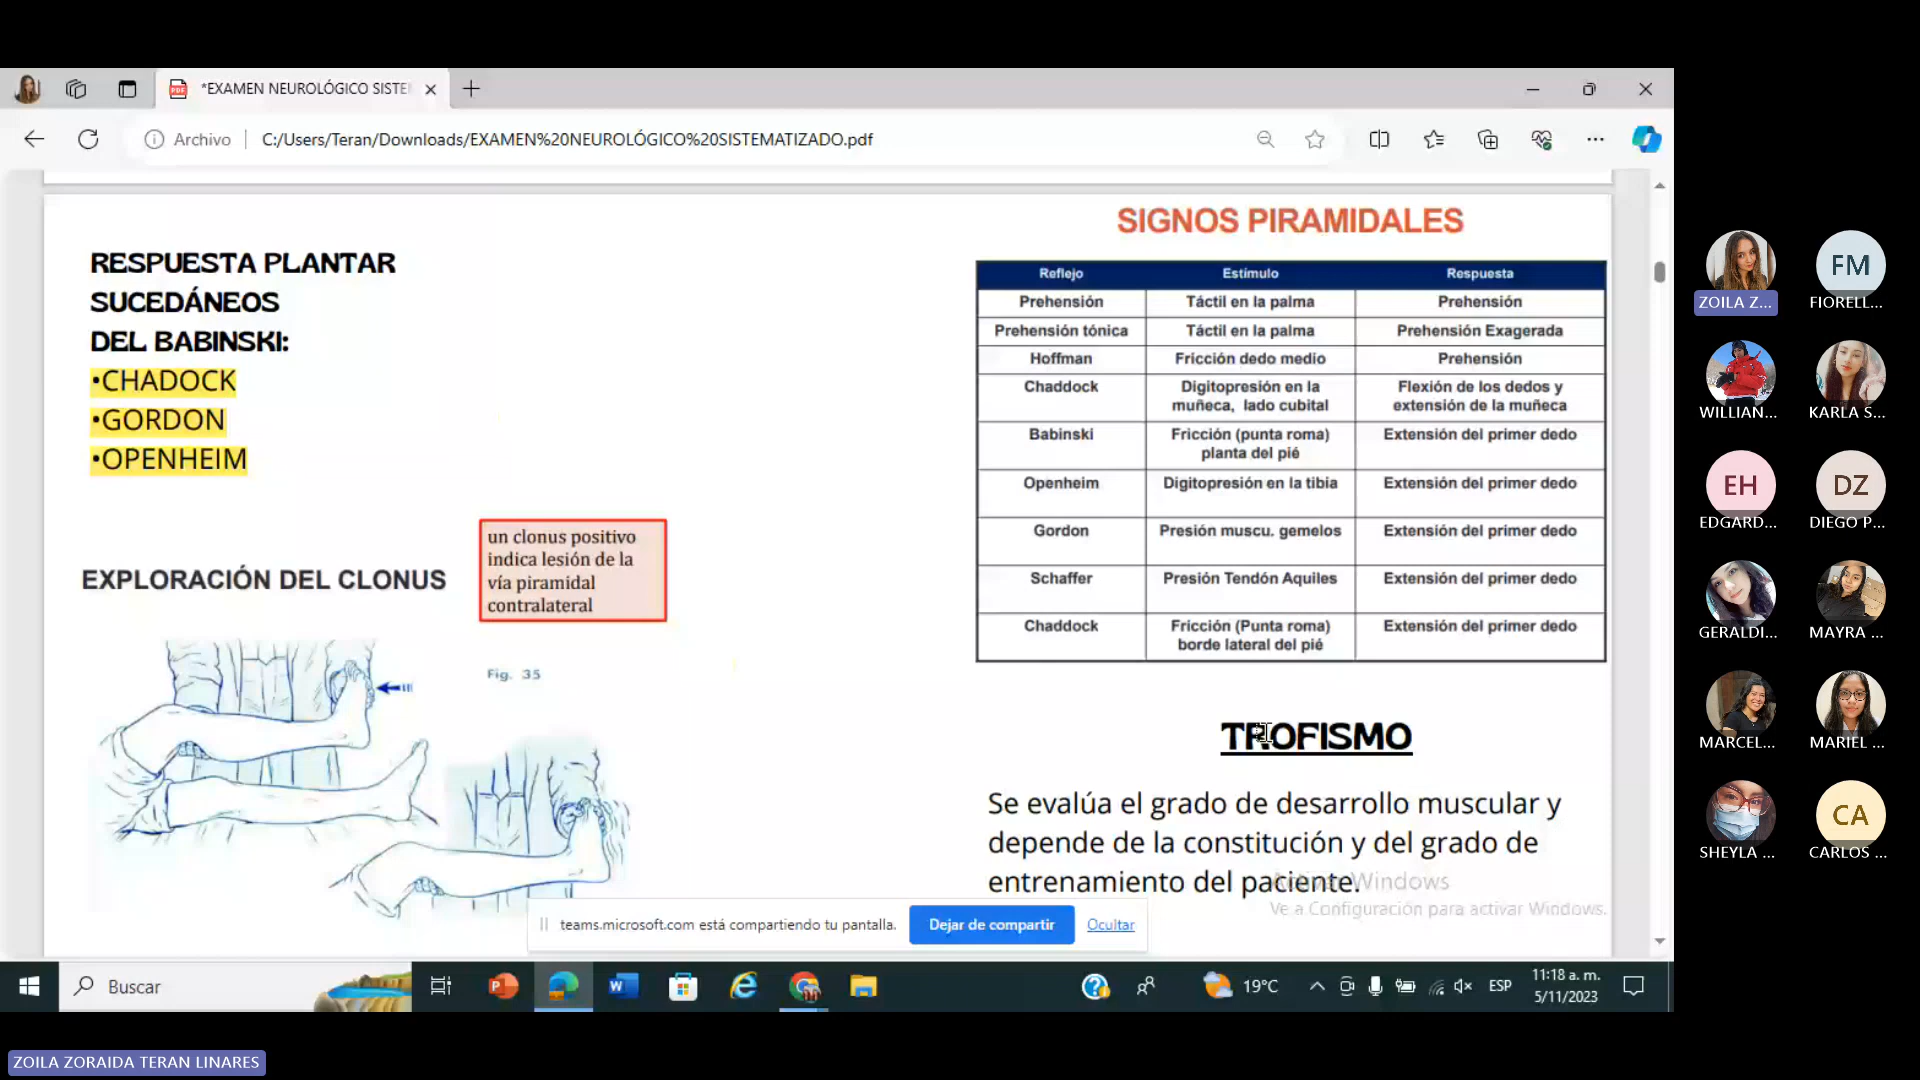 *EXAMEN NEUROLÓGICO SISTE
Archivo
C:/Users/Teran/Downloads/EXAMEN%20NEUROLÓGICO%20SISTEMATIZADO.pdf
RESPUESTA PLANTAR
SUCEDÁNEOS
DEL BABINSKI:
•CHADOCK
•GORDON
•OPENHEIM
EXPLORACIÓN DEL CLONUS
un clonus positivo
indica lesión de la
vía piramidal
contralateral
Fig. 35
SIGNOS PIRAMIDALES
Reflejo Estímulo Respuesta
Prehensión Táctil en la palma Prehensión
Prehensión tónica Táctil en la palma Prehensión Exagerada
Hoffman Fricción dedo medio Prehensión
Chaddock Digitopresión en la muñeca, lado cubital Flexión de los dedos y extensión de la muñeca
Babinski Fricción (punta roma) planta del pié Extensión del primer dedo
Openheim Digitopresión en la tibia Extensión del primer dedo
Gordon Presión muscu. gemelos Extensión del primer dedo
Schaffer Presión Tendón Aquiles Extensión del primer dedo
Chaddock Fricción (Punta roma) borde lateral del pié Extensión del primer dedo
TROFISMO
Se evalúa el grado de desarrollo muscular y
depende de la constitución y del grado de
entrenamiento del paciente.
Activar Windows
Ve a Configuración para activar Windows.
teams.microsoft.com está compartiendo tu pantalla.
Dejar de compartir
Ocultar
Buscar
19°C
ESP
11:18 a. m.
5/11/2023
ZOILA Z...
FM
FIORELL...
WILLIAN...
KARLA S...
EH
EDGARD...
DZ
DIEGO P...
GERALDI...
MAYRA ...
MARCEL...
MARIEL ...
SHEYLA ...
CA
CARLOS ...
ZOILA ZORAIDA TERAN LINARES